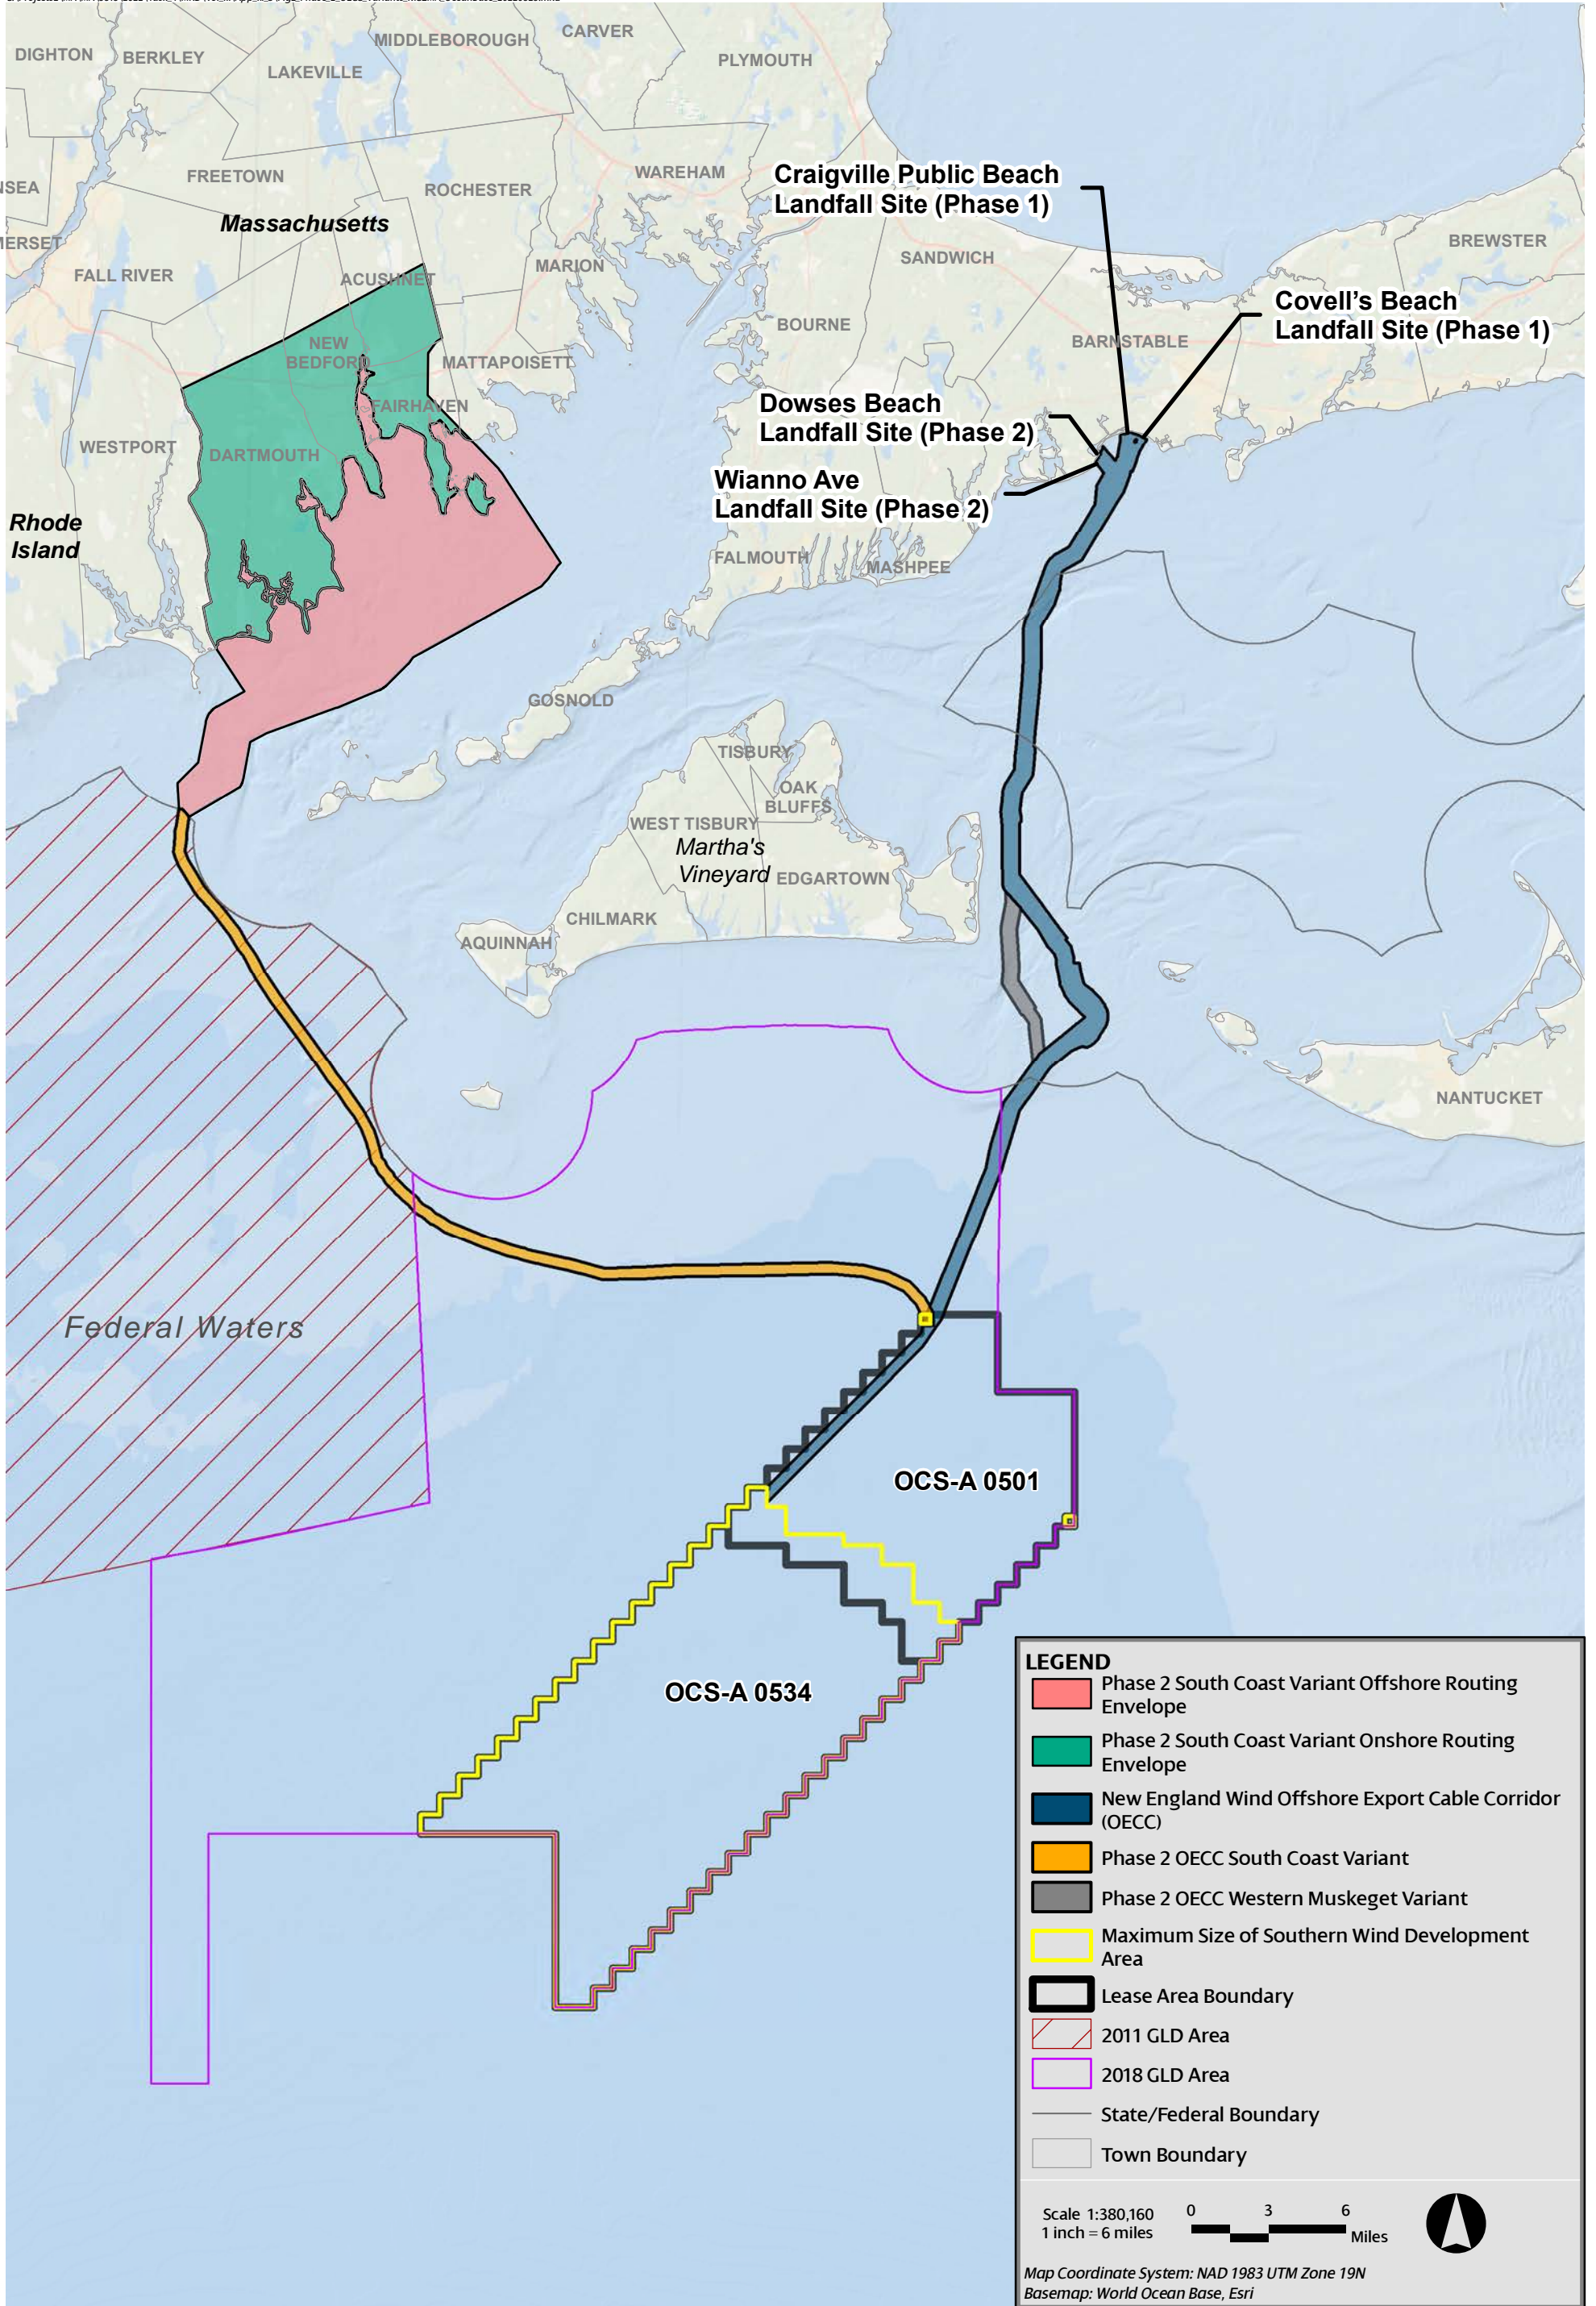 DIGHTON
BERKLEY
MIDDLEBOROUGH
CARVER
LAKEVILLE
PLYMOUTH
FREETOWN
ROCHESTER
WAREHAM
Massachusetts
FALL RIVER
ACUSHNET
MARION
SANDWICH
BREWSTER
Craigville Public Beach
Landfall Site (Phase 1)
Covell's Beach
Landfall Site (Phase 1)
BOURNE
BARNSTABLE
NEW
BEDFORD
MATTAPOISETT
FAIRHAVEN
Dowses Beach
Landfall Site (Phase 2)
WESTPORT
DARTMOUTH
Wianno Ave
Landfall Site (Phase 2)
Rhode
Island
FALMOUTH
MASHPEE
GOSNOLD
TISBURY
OAK
BLUFFS
WEST TISBURY
Martha's
Vineyard
EDGARTOWN
CHILMARK
AQUINNAH
NANTUCKET
Federal Waters
OCS-A 0501
OCS-A 0534
LEGEND
Phase 2 South Coast Variant Offshore Routing
Envelope
Phase 2 South Coast Variant Onshore Routing
Envelope
New England Wind Offshore Export Cable Corridor
(OECC)
Phase 2 OECC South Coast Variant
Phase 2 OECC Western Muskeget Variant
Maximum Size of Southern Wind Development
Area
Lease Area Boundary
2011 GLD Area
2018 GLD Area
State/Federal Boundary
Town Boundary
Scale 1:380,160
1 inch = 6 miles
0 3 6
Miles
Map Coordinate System: NAD 1983 UTM Zone 19N
Basemap: World Ocean Base, Esri